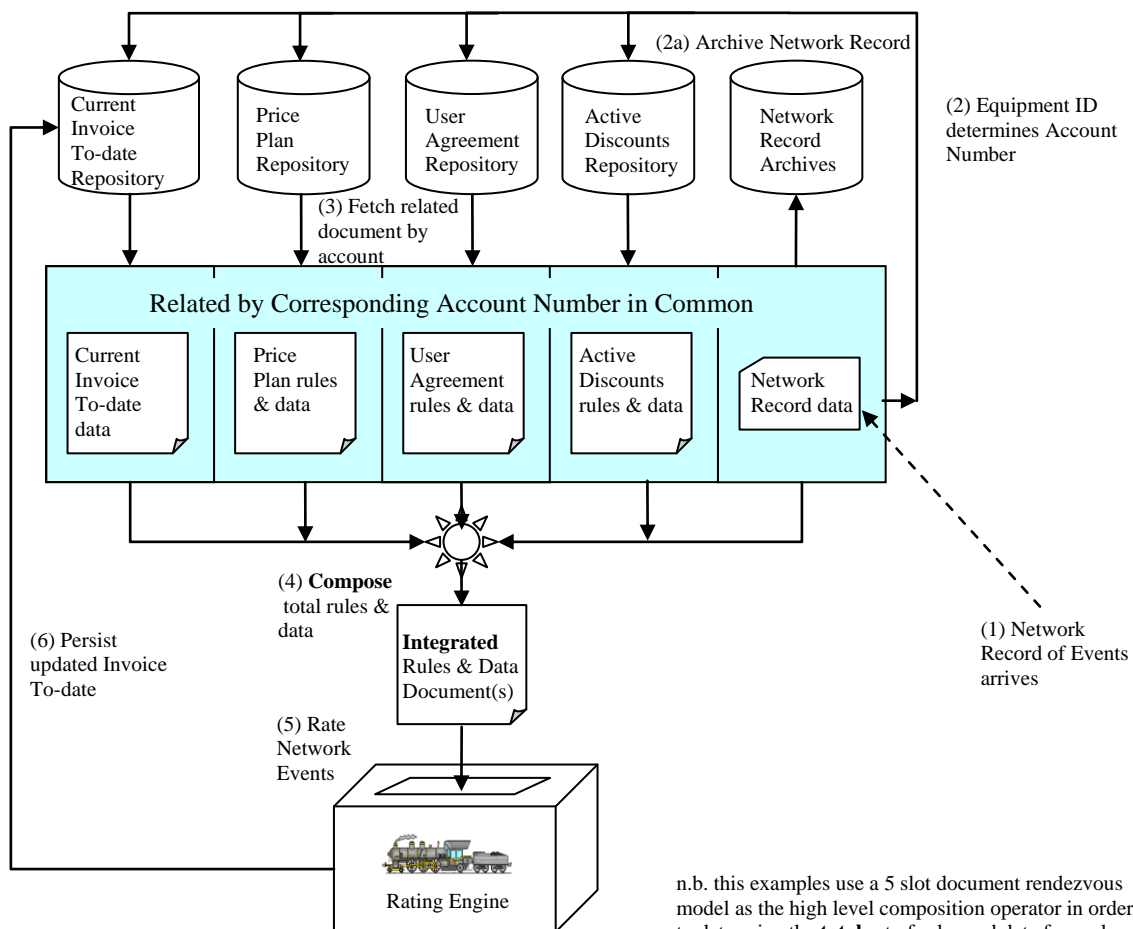 (2a) Archive Network Record
Current
Invoice
To-date
Repository
Price
Plan
Repository
User
Agreement
Repository
Active
Discounts
Repository
Network
Record
Archives
(2) Equipment ID
determines Account
Number
(3) Fetch related
document by
account
Related by Corresponding Account Number in Common
Current
Invoice
To-date
data
Price
Plan rules
& data
User
Agreement
rules & data
Active
Discounts
rules & data
Network
Record data
(4) Compose
total rules &
data
Integrated
Rules & Data
Document(s)
(1) Network
Record of Events
arrives
(6) Persist
updated Invoice
To-date
(5) Rate
Network
Events
Rating Engine
n.b. this examples use a 5 slot document rendezvous
model as the high level composition operator in order